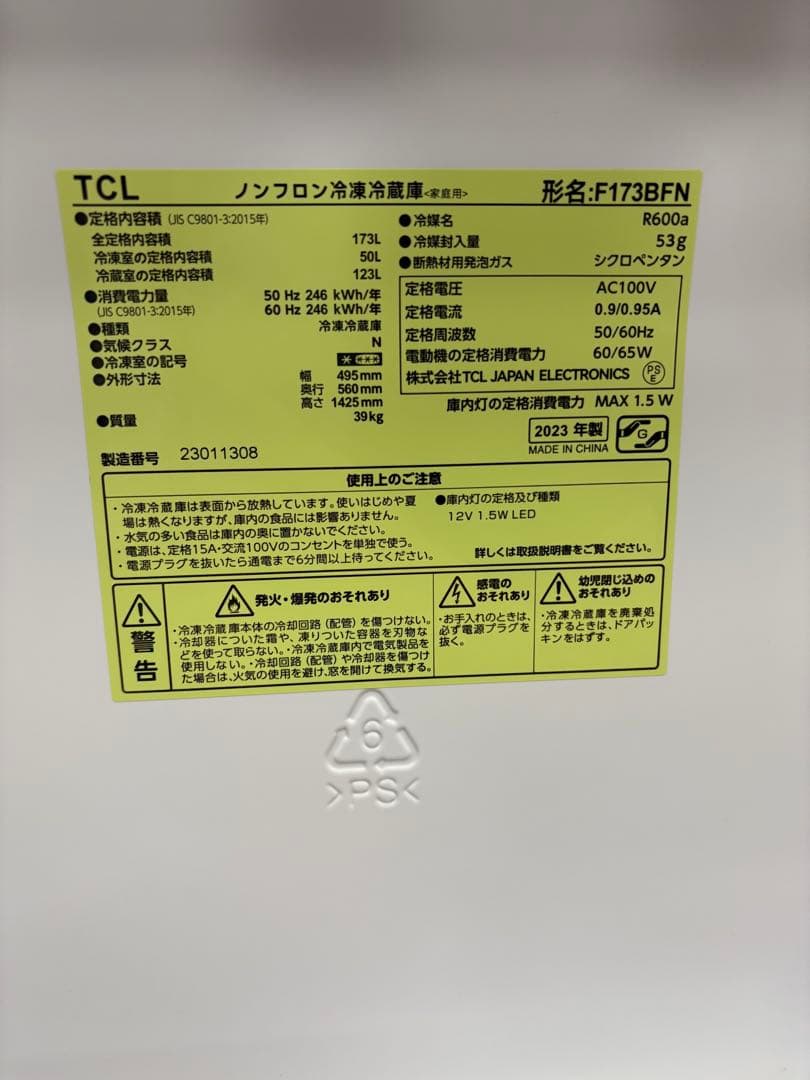 TCL ノンフロン冷凍冷蔵庫<家庭用> 形名:F173BFN
●定格内容積 (JIS C9801-3:2015年)
全定格内容積 173L
冷凍室の定格内容積 50L
冷蔵室の定格内容積 123L
●消費電力量 50 Hz 246 kWh/年
(JIS C9801-3:2015年) 60 Hz 246 kWh/年
●種類 冷凍冷蔵庫
●気候クラス N
●冷凍室の記号
●外形寸法 幅 495mm
奥行 560mm
高さ 1425mm
●質量 39kg
●冷媒名 R600a
●冷媒封入量 53g
●断熱材用発泡ガス シクロペンタン
定格電圧 AC100V
定格電流 0.9/0.95A
定格周波数 50/60Hz
電動機の定格消費電力 60/65W
株式会社TCL JAPAN ELECTRONICS PSE
庫内灯の定格消費電力 MAX 1.5 W
2023 年製
MADE IN CHINA
G
製造番号 23011308
使用上のご注意
・冷凍冷蔵庫は表面から放熱しています。使いはじめや夏
場は熱くなりますが、庫内の食品には影響ありません。
・水気の多い食品は庫内の奥に置かないでください。
・電源は、定格15A・交流100Vのコンセントを単独で使う。
・電源プラグを抜いたら通電まで6分間以上待ってください。
●庫内灯の定格及び種類
12V 1.5W LED
詳しくは取扱説明書をご覧ください。
警告
発火・爆発のおそれあり
・冷凍冷蔵庫本体の冷却回路（配管）を傷つけない。
・冷却器についた霜や、凍りついた容器を刃物な
どを使って取らない。・冷凍冷蔵庫内で電気製品を
使用しない。・冷却回路（配管）や冷却器を傷つけ
た場合は、火気の使用を避け、窓を開けて換気する。
感電の
おそれあり
・お手入れのときは、
必ず電源プラグを
抜く。
幼児閉じ込めの
おそれあり
・冷凍冷蔵庫を廃棄処
分するときは、ドアパッ
キンをはずす。
6
>PS<